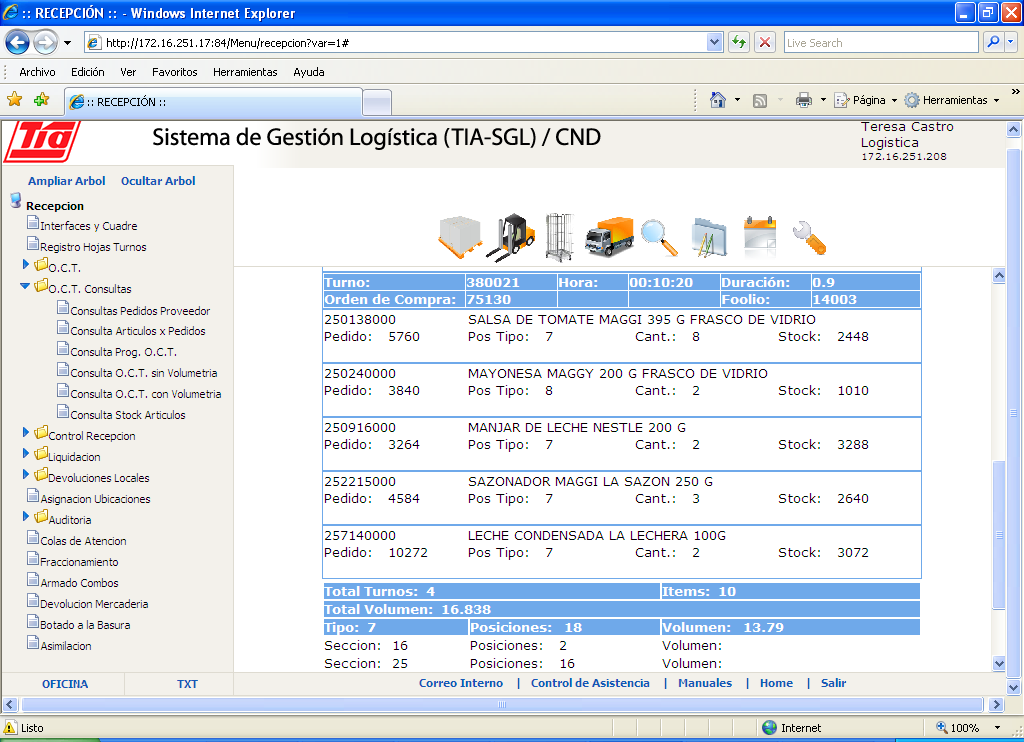 :: RECEPCIÓN :: - Windows Internet Explorer
http://172.16.251.17:84/Menu/recepcion?var=1#
Live Search
Archivo Edición Ver Favoritos Herramientas Ayuda
:: RECEPCIÓN ::
Página Herramientas »
Tía
Sistema de Gestión Logística (TIA-SGL) / CND
Teresa Castro
Logistica
172.16.251.208
Ampliar Arbol Ocultar Arbol
Recepcion
Interfaces y Cuadre
Registro Hojas Turnos
O.C.T.
O.C.T. Consultas
Consultas Pedidos Proveedor
Consulta Articulos x Pedidos
Consulta Prog. O.C.T.
Consulta O.C.T. sin Volumetria
Consulta O.C.T. con Volumetria
Consulta Stock Articulos
Control Recepcion
Liquidacion
Devoluciones Locales
Asignacion Ubicaciones
Auditoria
Colas de Atencion
Fraccionamiento
Armado Combos
Devolucion Mercaderia
Botado a la Basura
Asimilacion
OFICINA TXT
Turno: 380021 Hora: 00:10:20 Duración: 0.9
Orden de Compra: 75130 Foolio: 14003
250138000 SALSA DE TOMATE MAGGI 395 G FRASCO DE VIDRIO
Pedido: 5760 Pos Tipo: 7 Cant.: 8 Stock: 2448
250240000 MAYONESA MAGGY 200 G FRASCO DE VIDRIO
Pedido: 3840 Pos Tipo: 8 Cant.: 2 Stock: 1010
250916000 MANJAR DE LECHE NESTLE 200 G
Pedido: 3264 Pos Tipo: 7 Cant.: 2 Stock: 3288
252215000 SAZONADOR MAGGI LA SAZON 250 G
Pedido: 4584 Pos Tipo: 7 Cant.: 3 Stock: 2640
257140000 LECHE CONDENSADA LA LECHERA 100G
Pedido: 10272 Pos Tipo: 7 Cant.: 2 Stock: 3072
Total Turnos: 4 Items: 10
Total Volumen: 16.838
Tipo: 7 Posiciones: 18 Volumen: 13.79
Seccion: 16 Posiciones: 2 Volumen:
Seccion: 25 Posiciones: 16 Volumen:
Correo Interno | Control de Asistencia | Manuales | Home | Salir
Listo Internet 100%